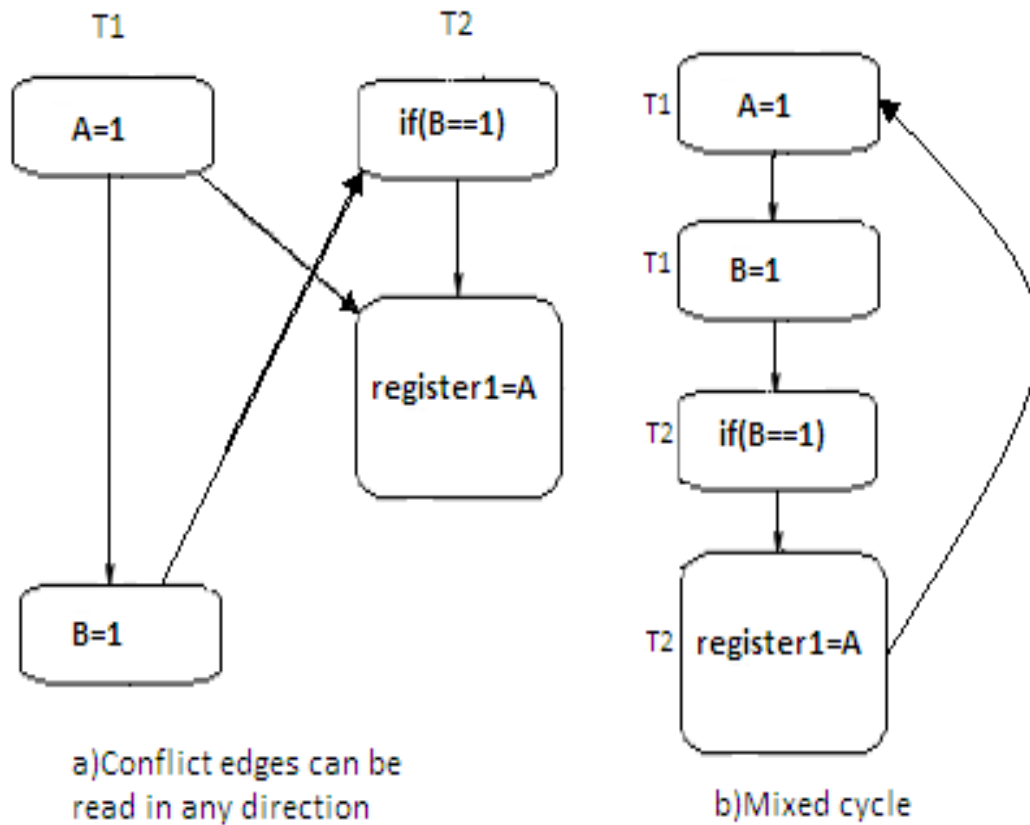 T1
T2
A=1
if(B==1)
register1=A
B=1
a)Conflict edges can be
read in any direction
T1
A=1
T1
B=1
T2
if(B==1)
T2
register1=A
b)Mixed cycle